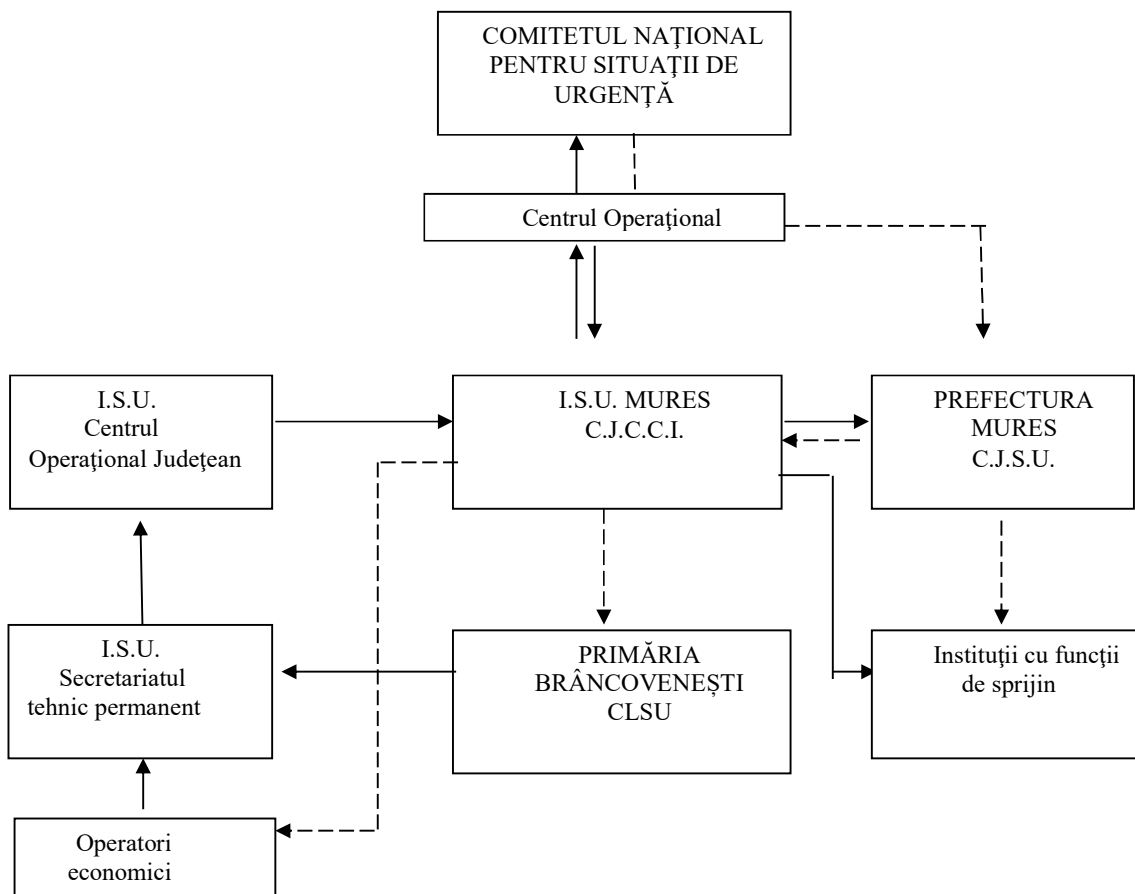 COMITETUL NAŢIONAL
PENTRU SITUAŢII DE
URGENŢĂ
Centrul Operaţional
I.S.U.
Centrul
Operaţional Judeţean
I.S.U. MURES
C.J.C.C.I.
PREFECTURA
MURES
C.J.S.U.
I.S.U.
Secretariatul
tehnic permanent
PRIMĂRIA
BRÂNCOVENEȘTI
CLSU
Instituţii cu funcţii
de sprijin
Operatori
economici